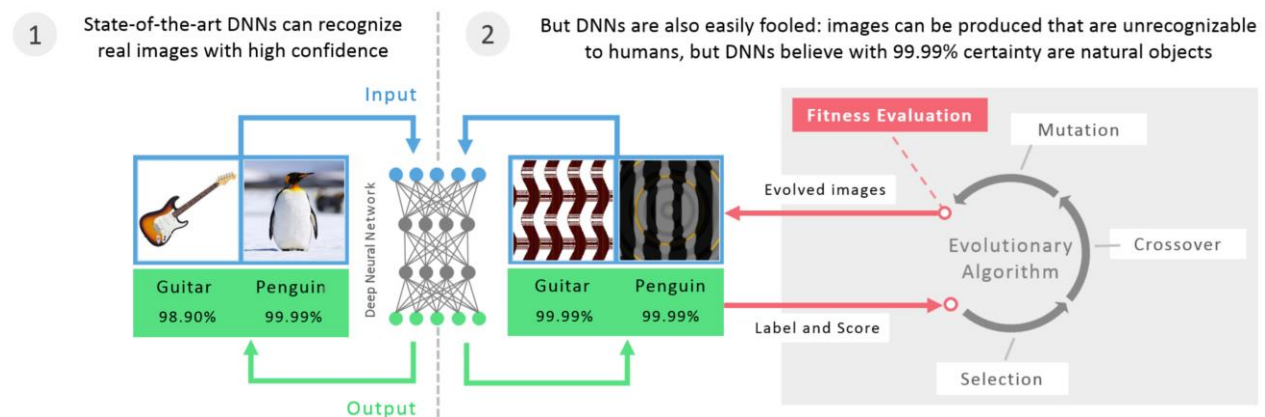 1
State-of-the-art DNNs can recognize
real images with high confidence
2
But DNNs are also easily fooled: images can be produced that are unrecognizable
to humans, but DNNs believe with 99.99% certainty are natural objects
Input
Deep Neural Network
Guitar
98.90%
Penguin
99.99%
Output
Guitar
99.99%
Penguin
99.99%
Evolved images
Label and Score
Fitness Evaluation
Mutation
Crossover
Selection
Evolutionary
Algorithm